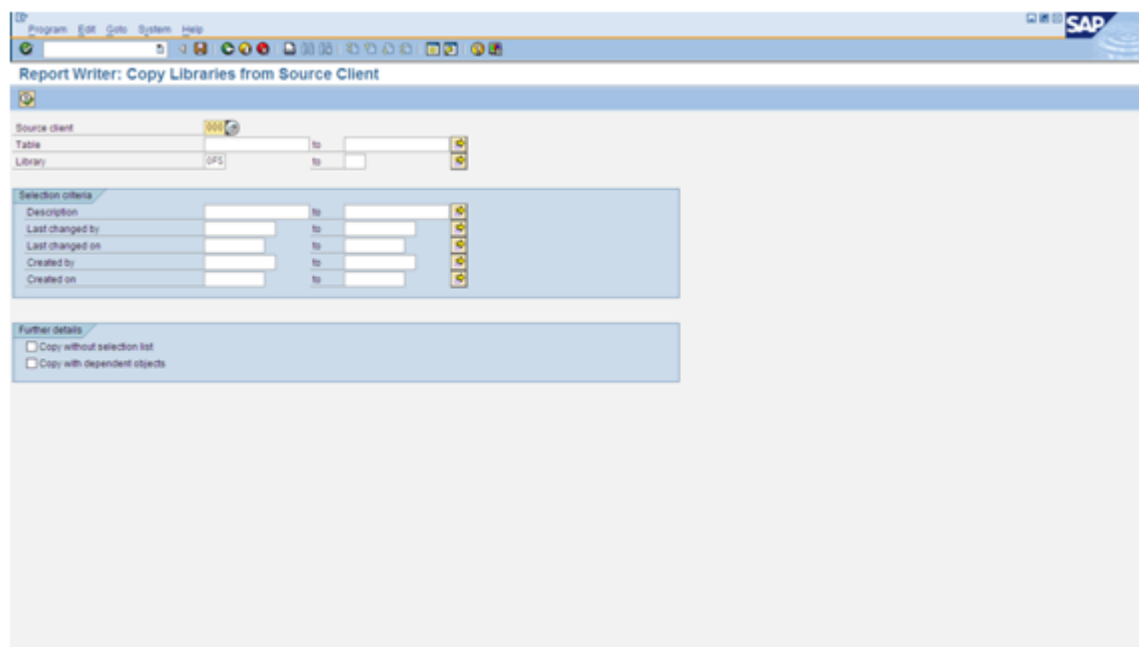 Program Edit Goto System Help
SAP
Report Writer: Copy Libraries from Source Client
Source client 000
Table to
Library 0FS to
Selection criteria
Description to
Last changed by to
Last changed on to
Created by to
Created on to
Further details
Copy without selection list
Copy with dependent objects